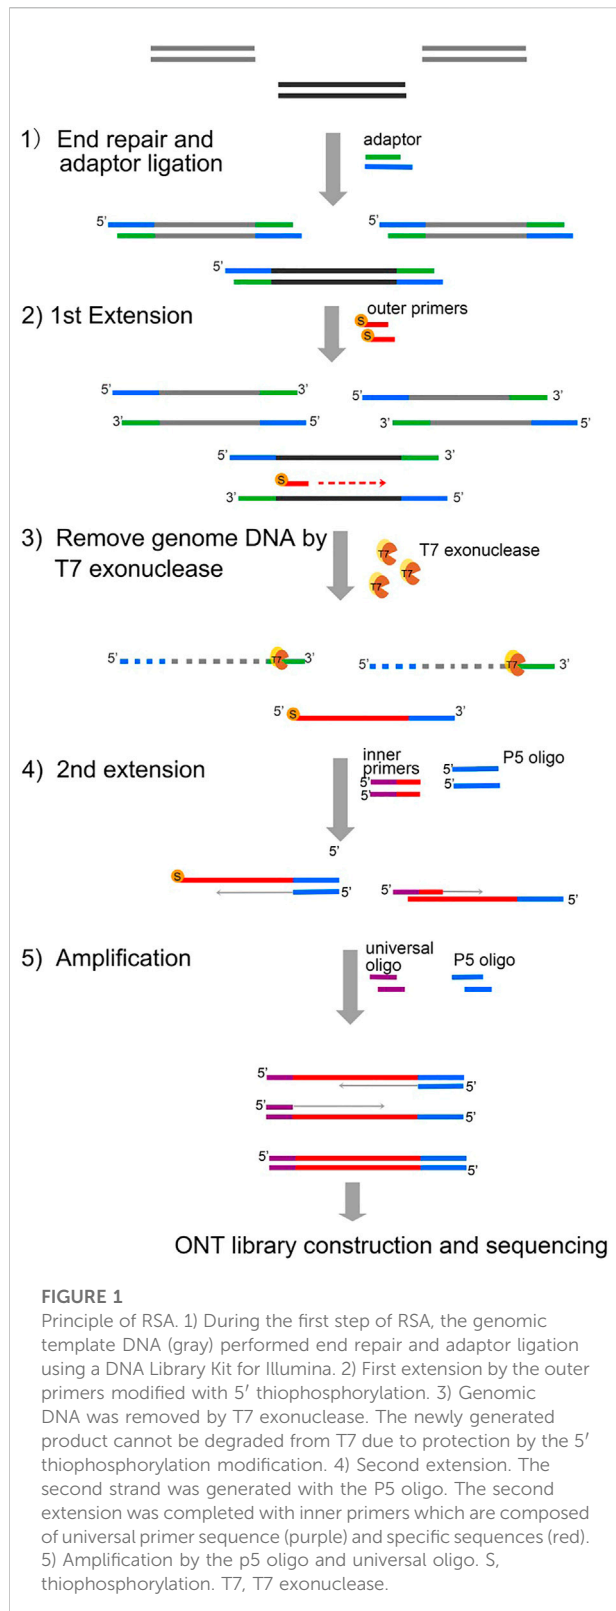 1) End repair and
adaptor ligation
adaptor
5'
5'
5'
2) 1st Extension
outer primers
S
S
5'
3'
5'
3'
3'
5'
3'
5'
5'
3'
S
3'
5'
3) Remove genome DNA by
T7 exonuclease
T7 exonuclease
T7
T7
T7
5'
T7
3'
5'
T7
3'
5'
S
3'
4) 2nd extension
inner
primers
P5 oligo
5'
5'
5'
5'
5'
S
5'
5'
5'
5) Amplification
universal
oligo
P5 oligo
5'
5'
5'
5'
5'
5'
ONT library construction and sequencing
FIGURE 1
Principle of RSA. 1) During the first step of RSA, the genomic
template DNA (gray) performed end repair and adaptor ligation
using a DNA Library Kit for Illumina. 2) First extension by the outer
primers modified with 5′ thiophosphorylation. 3) Genomic
DNA was removed by T7 exonuclease. The newly generated
product cannot be degraded from T7 due to protection by the 5′
thiophosphorylation modification. 4) Second extension. The
second strand was generated with the P5 oligo. The second
extension was completed with inner primers which are composed
of universal primer sequence (purple) and specific sequences (red).
5) Amplification by the p5 oligo and universal oligo. S,
thiophosphorylation. T7, T7 exonuclease.